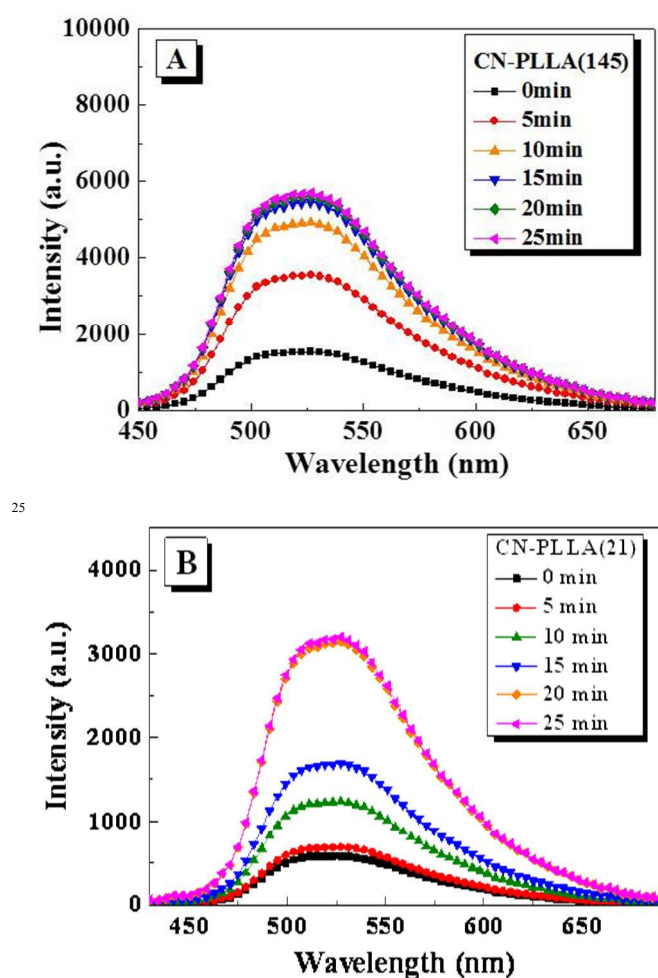 A
CN-PLLA(145)
0min
5min
10min
15min
20min
25min
10000
8000
6000
4000
2000
0
Intensity (a.u.)
450 500 550 600 650
Wavelength (nm)
25
B
CN-PLLA(21)
0 min
5 min
10 min
15 min
20 min
25 min
4000
3000
2000
1000
0
Intensity (a.u.)
450 500 550 600 650
Wavelength (nm)